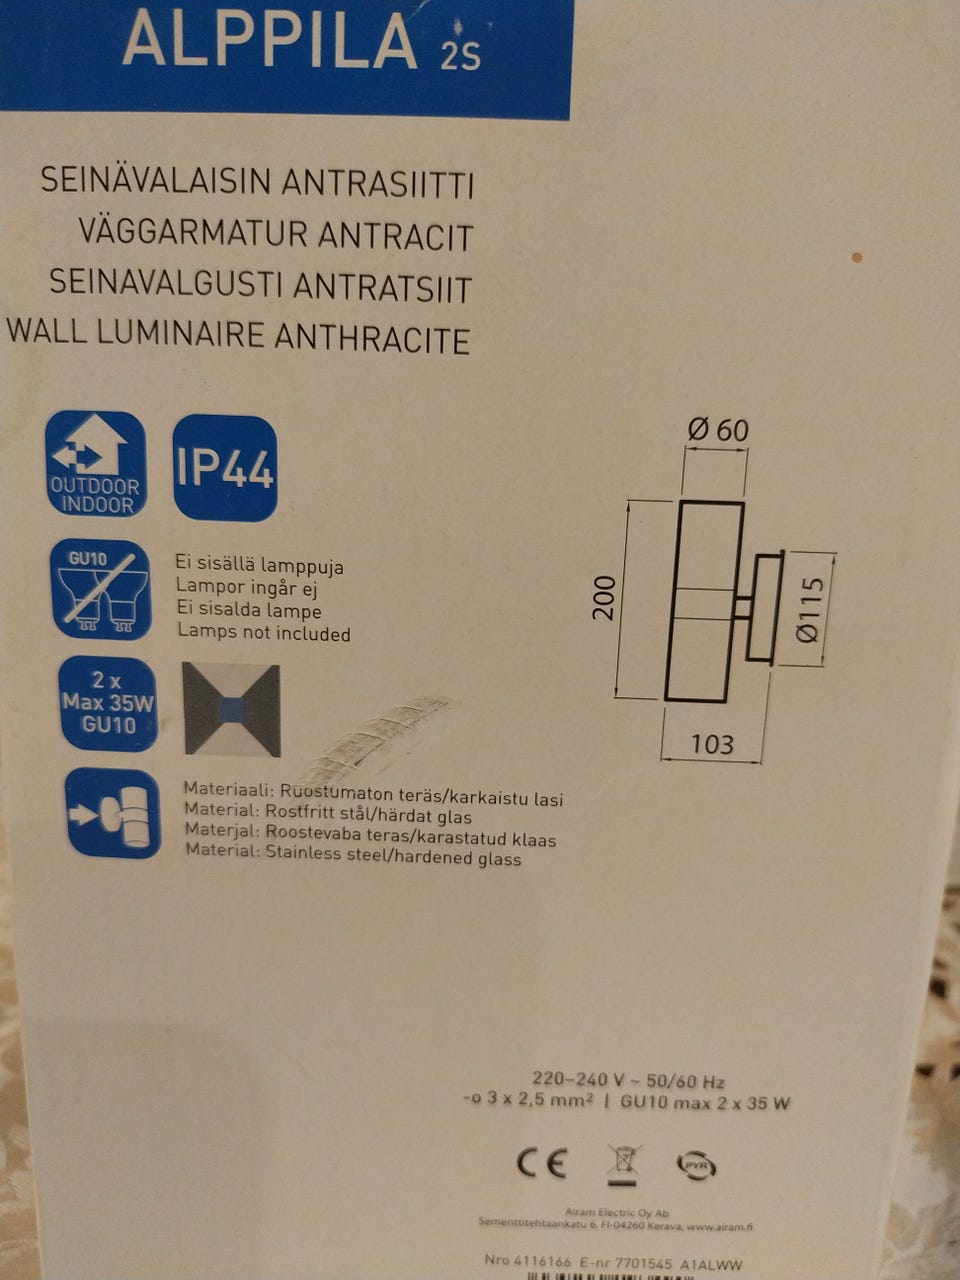 ALPPILA 2S
SEINÄVALAISIN ANTRASIITTI
VÄGGARMATUR ANTRACIT
SEINAVALGUSTI ANTRATSIIT
WALL LUMINAIRE ANTHRACITE
OUTDOOR
INDOOR
IP44
GU10
Ei sisällä lamppuja
Lampor ingår ej
Ei sisalda lampe
Lamps not included
2 x
Max 35W
GU10
Ø 60
200
Ø115
103
Materiaali: Ruostumaton teräs/karkaistu lasi
Material: Rostfritt stål/härdat glas
Materjal: Roostevaba teras/karastatud klaas
Material: Stainless steel/hardened glass
220-240 V ~ 50/60 Hz
-o 3 x 2,5 mm² | GU10 max 2 x 35 W
CE
PYR
Airam Electric Oy Ab
Sementtitehtaankatu 6, FI-04260 Kerava, www.airam.fi
Nro 4116166 E-nr 7701545 A1ALWW